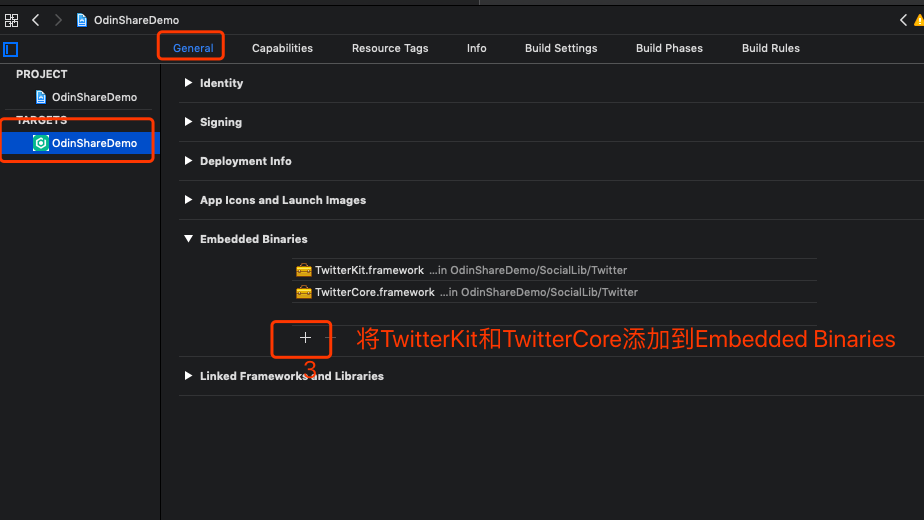 OdinShareDemo
General Capabilities Resource Tags Info Build Settings Build Phases Build Rules
PROJECT
OdinShareDemo
TARGETS
OdinShareDemo
Identity
Signing
Deployment Info
App Icons and Launch Images
Embedded Binaries
TwitterKit.framework ...in OdinShareDemo/SocialLib/Twitter
TwitterCore.framework ...in OdinShareDemo/SocialLib/Twitter
将TwitterKit和TwitterCore添加到Embedded Binaries
3
Linked Frameworks and Libraries